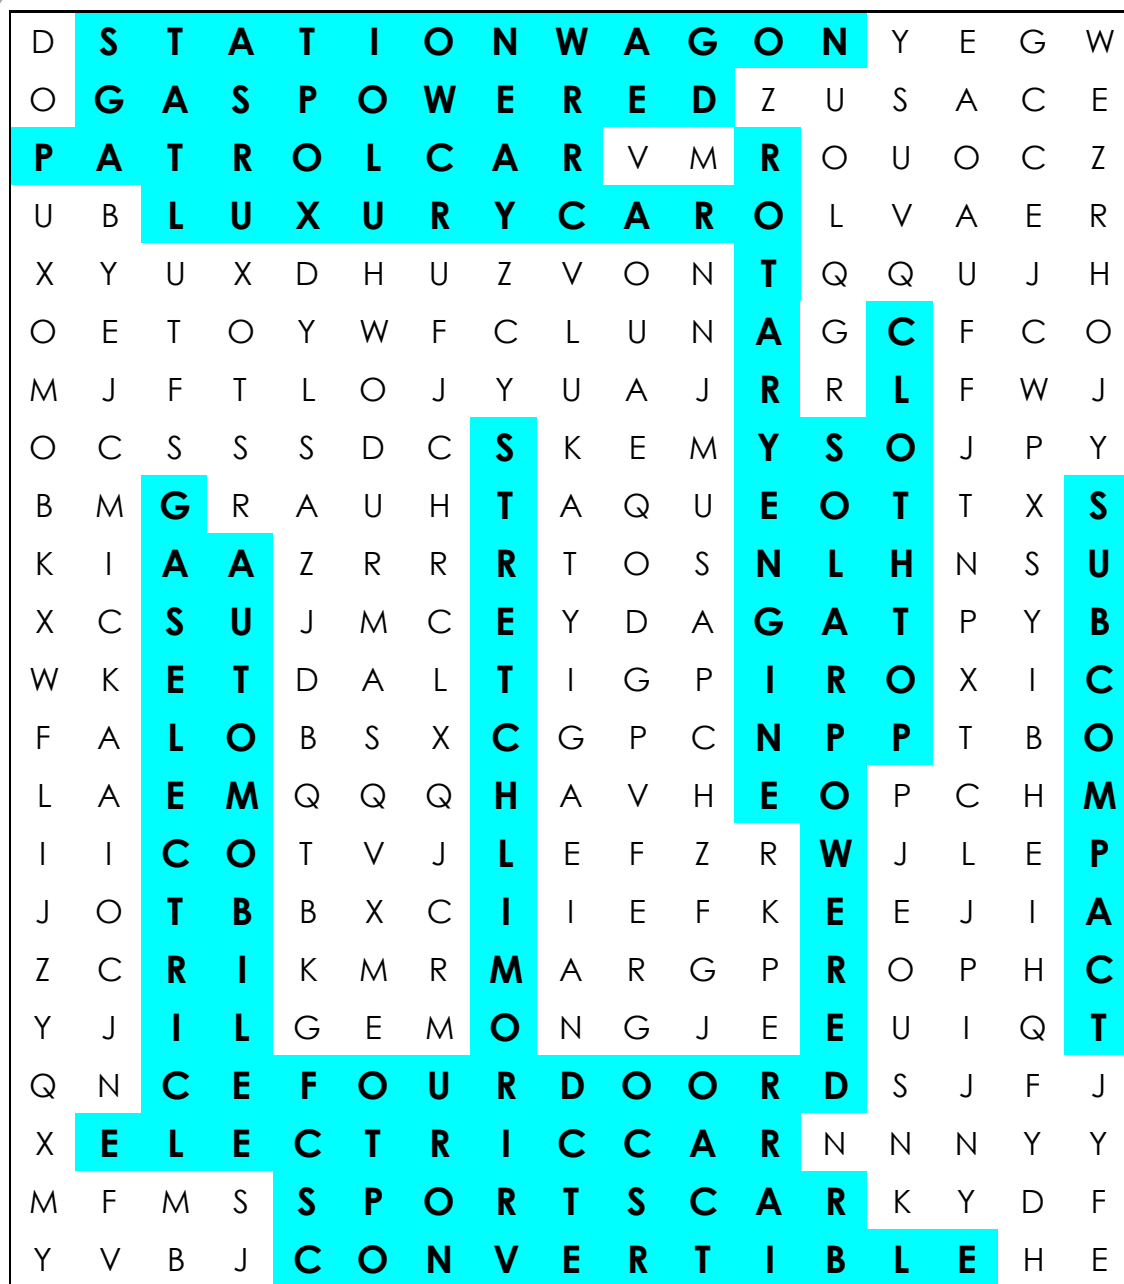 D S T A T I O N W A G O N Y E G W
O G A S P O W E R E D Z U S A C E
P A T R O L C A R V M R O U O C Z
U B L U X U R Y C A R O L V A E R
X Y U X D H U Z V O N T Q Q U J H
O E T O Y W F C L U N A G C F C O
M J F T L O J Y U A J R R L F W J
O C S S S D C S K E M Y S O J P Y
B M G R A U H T A Q U E O T T X S
K I A A Z R R R T O S N L H N S U
X C S U J M C E Y D A G A T P Y B
W K E T D A L T I G P I R O X I C
F A L O B S X C G P C N P P T B O
L A E M Q Q Q H A V H E O P C H M
I I C O T V J L E F Z R W J L E P
J O T B B X C I I E F K E E J I A
Z C R I K M R M A R G P R O P H C
Y J I L G E M O N G J E E U I Q T
Q N C E F O U R D O O R D S J F J
X E L E C T R I C C A R N N N Y Y
M F M S S P O R T S C A R K Y D F
Y V B J C O N V E R T I B L E H E